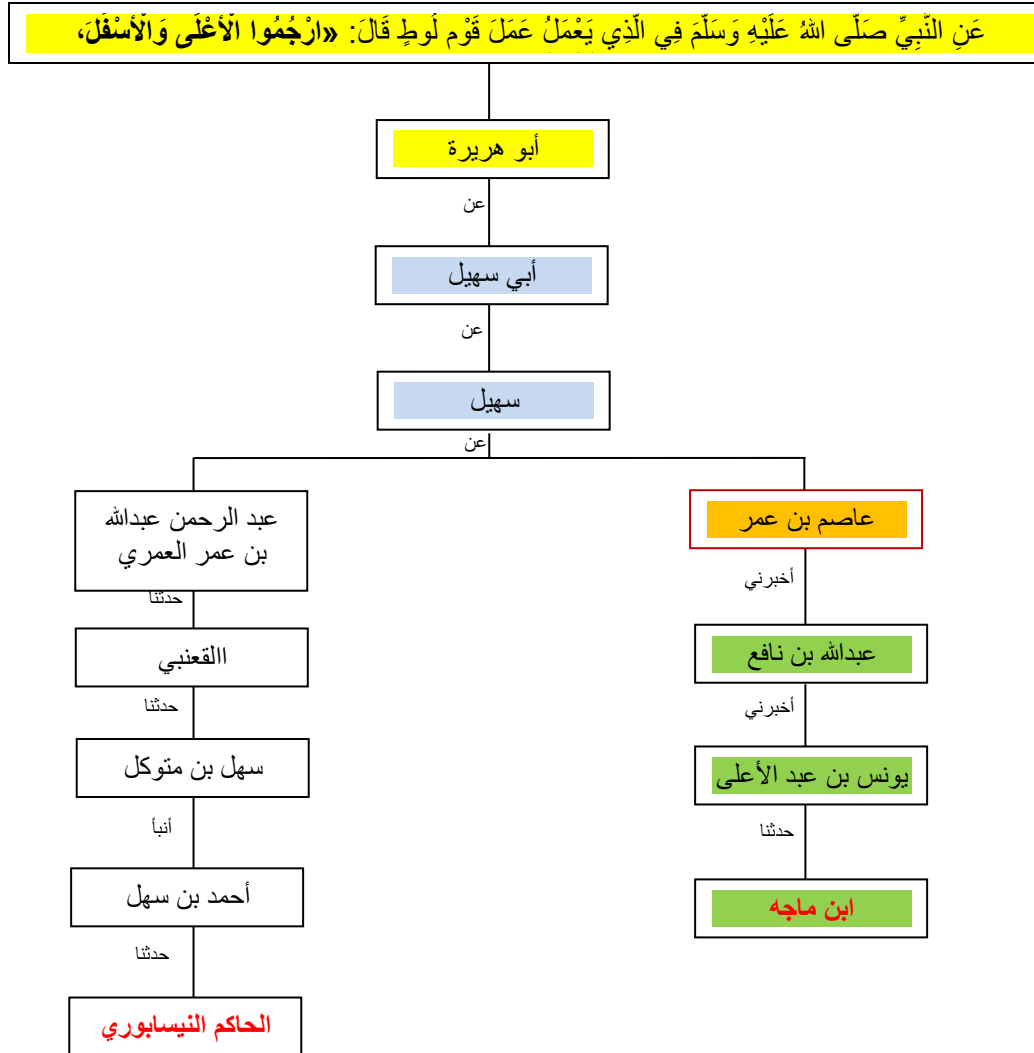 عَنِ النَّبِيِّ صَلَّى اللهُ عَلَيْهِ وَسَلَّمَ فِي الَّذِي يَعْمَلُ عَمَلَ قَوْمِ لُوطٍ قَالَ: «ارْجُمُوا الْأَعْلَى وَالْأَسْفَلَ،
أبو هريرة
عن
أبي سهيل
عن
سهيل
عن
عاصم بن عمر
أخبرني
عبدالله بن نافع
أخبرني
يونس بن عبد الأعلى
حدثنا
ابن ماجه
عبد الرحمن عبدالله
بن عمر العمري
حدثنا
االقعنبي
حدثنا
سهل بن متوكل
أنبأ
أحمد بن سهل
حدثنا
الحاكم النيسابوري